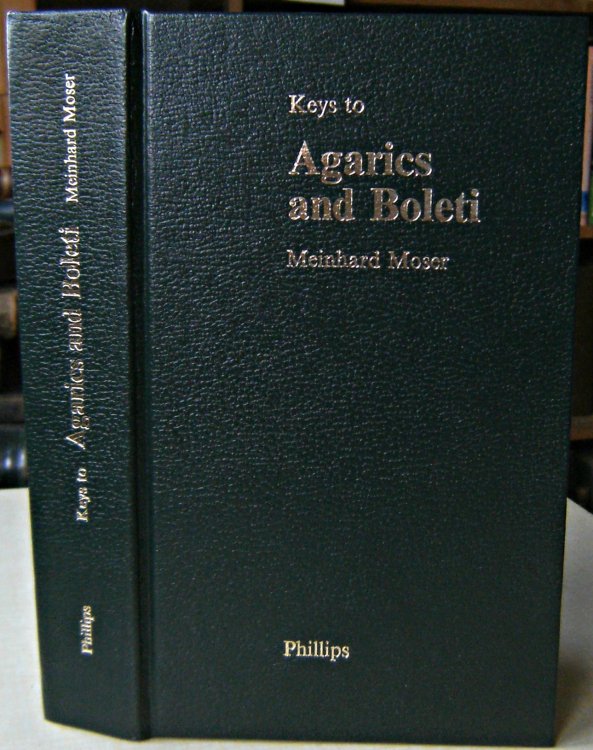 Keys to
Agarics
and Boleti
Meinhard Moser
Phillips
Phillips Keys to Agarics and Boleti Meinhard Moser